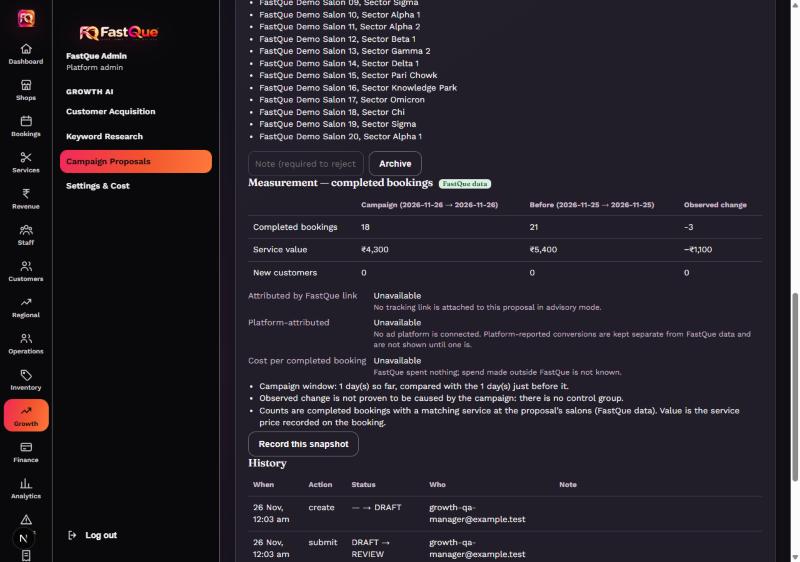 FastQue
FastQue Admin
Platform admin
GROWTH AI
Customer Acquisition
Keyword Research
Campaign Proposals
Settings & Cost
Log out
Dashboard
Shops
Bookings
Services
Revenue
Staff
Customers
Regional
Operations
Inventory
Growth
Finance
Analytics
N
FastQue Demo Salon 09, Sector Sigma
FastQue Demo Salon 10, Sector Alpha 1
FastQue Demo Salon 11, Sector Alpha 2
FastQue Demo Salon 12, Sector Beta 1
FastQue Demo Salon 13, Sector Gamma 2
FastQue Demo Salon 14, Sector Delta 1
FastQue Demo Salon 15, Sector Pari Chowk
FastQue Demo Salon 16, Sector Knowledge Park
FastQue Demo Salon 17, Sector Omicron
FastQue Demo Salon 18, Sector Chi
FastQue Demo Salon 19, Sector Sigma
FastQue Demo Salon 20, Sector Alpha 1
Note (required to reject
Archive
Measurement — completed bookings FastQue data
Campaign (2026-11-26 → 2026-11-26) Before (2026-11-25 → 2026-11-25) Observed change
Completed bookings 18 21 -3
Service value ₹4,300 ₹5,400 −₹1,100
New customers 0 0 0
Attributed by FastQue link Unavailable
No tracking link is attached to this proposal in advisory mode.
Platform-attributed Unavailable
No ad platform is connected. Platform-reported conversions are kept separate from FastQue data and
are not shown until one is.
Cost per completed booking Unavailable
FastQue spent nothing; spend made outside FastQue is not known.
Campaign window: 1 day(s) so far, compared with the 1 day(s) just before it.
Observed change is not proven to be caused by the campaign: there is no control group.
Counts are completed bookings with a matching service at the proposal's salons (FastQue data). Value is the service
price recorded on the booking.
Record this snapshot
History
When Action Status Who Note
26 Nov, create — → DRAFT growth-qa-
12:03 am manager@example.test
26 Nov, submit DRAFT → growth-qa-
12:03 am REVIEW manager@example.test